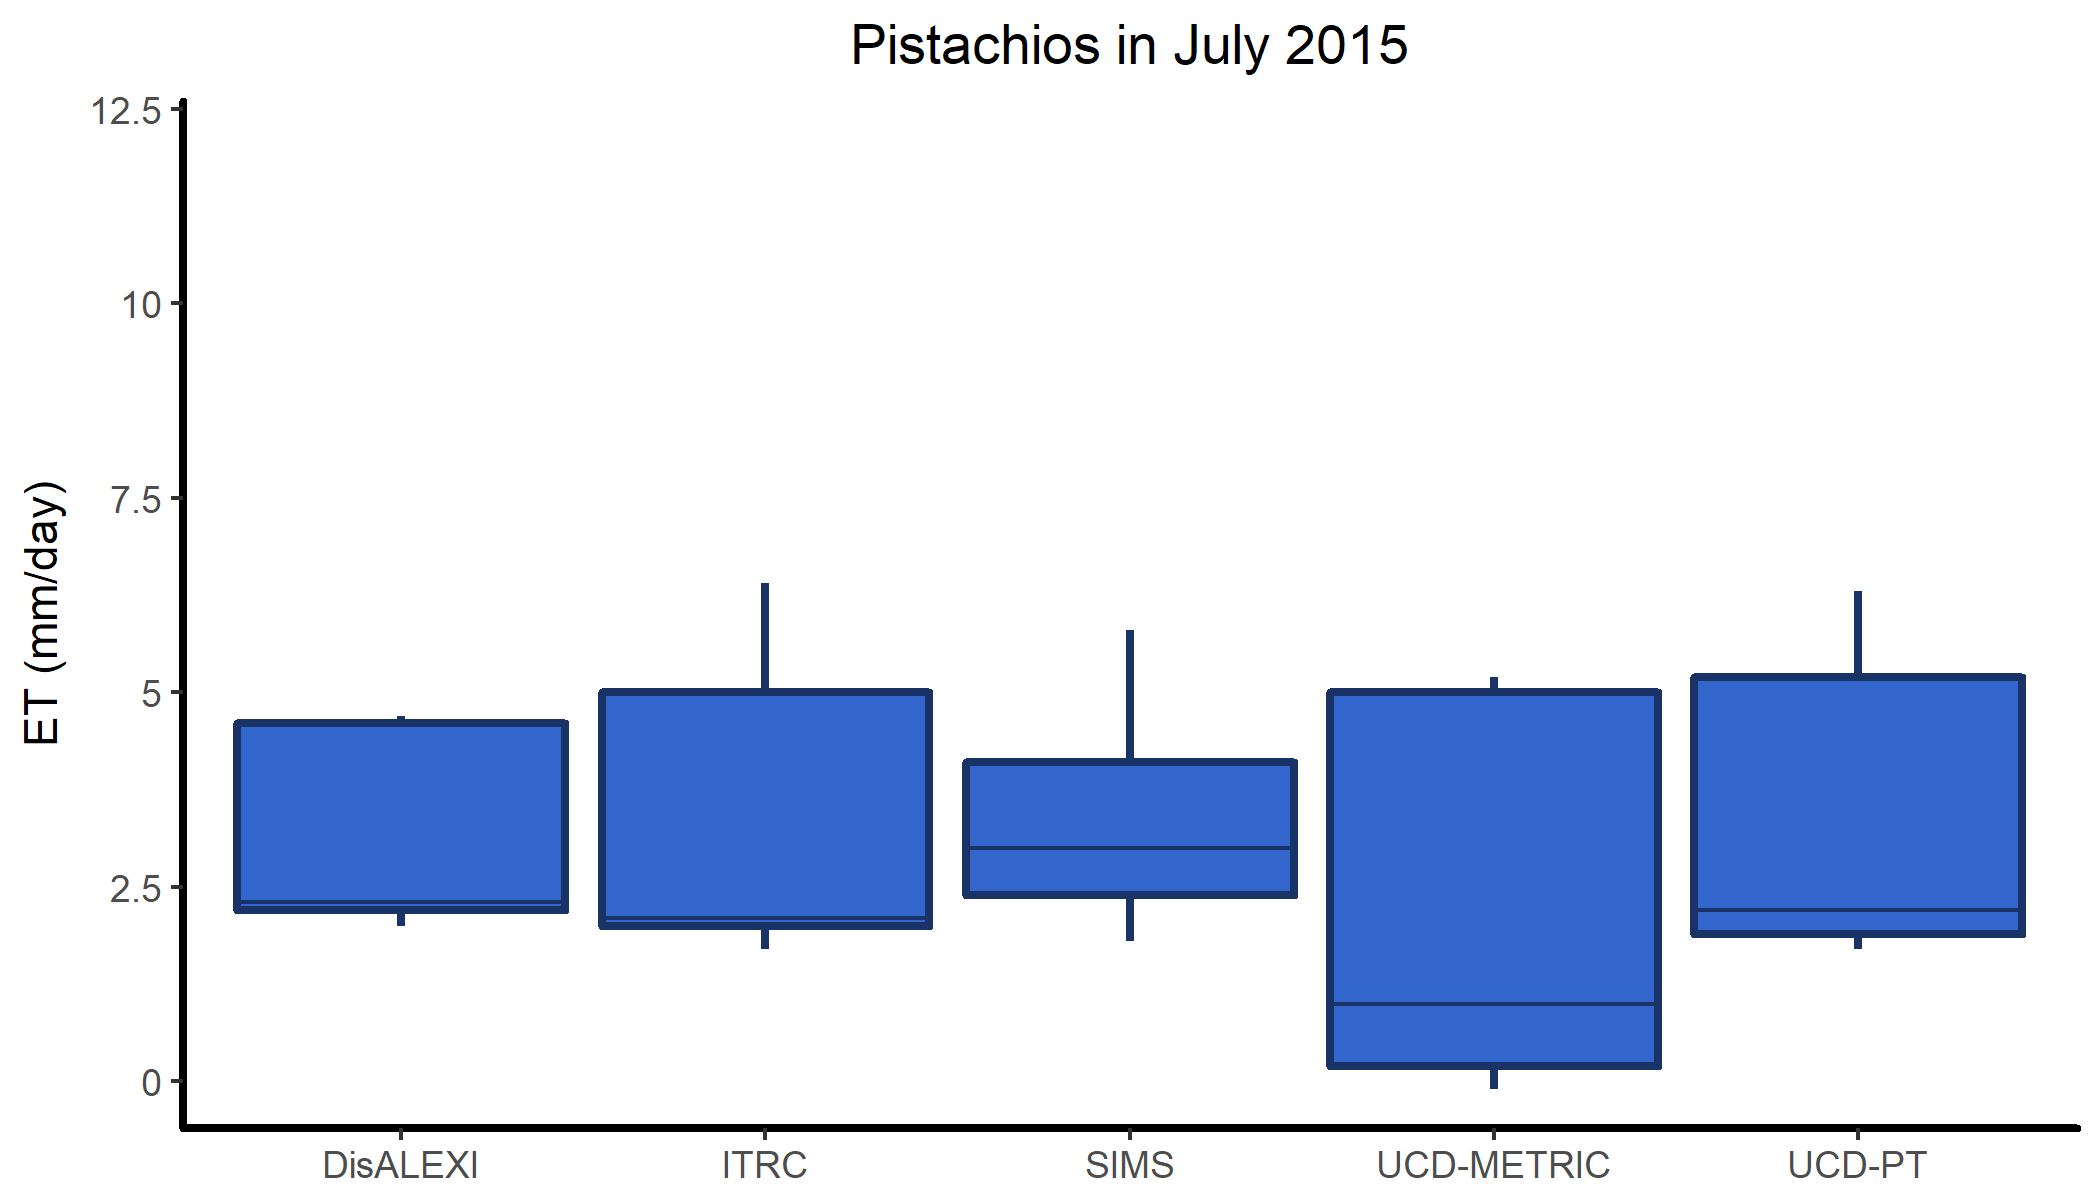 Pistachios in July 2015
ET (mm/day)
12.5
10
7.5
5
2.5
0
DisALEXI
ITRC
SIMS
UCD-METRIC
UCD-PT